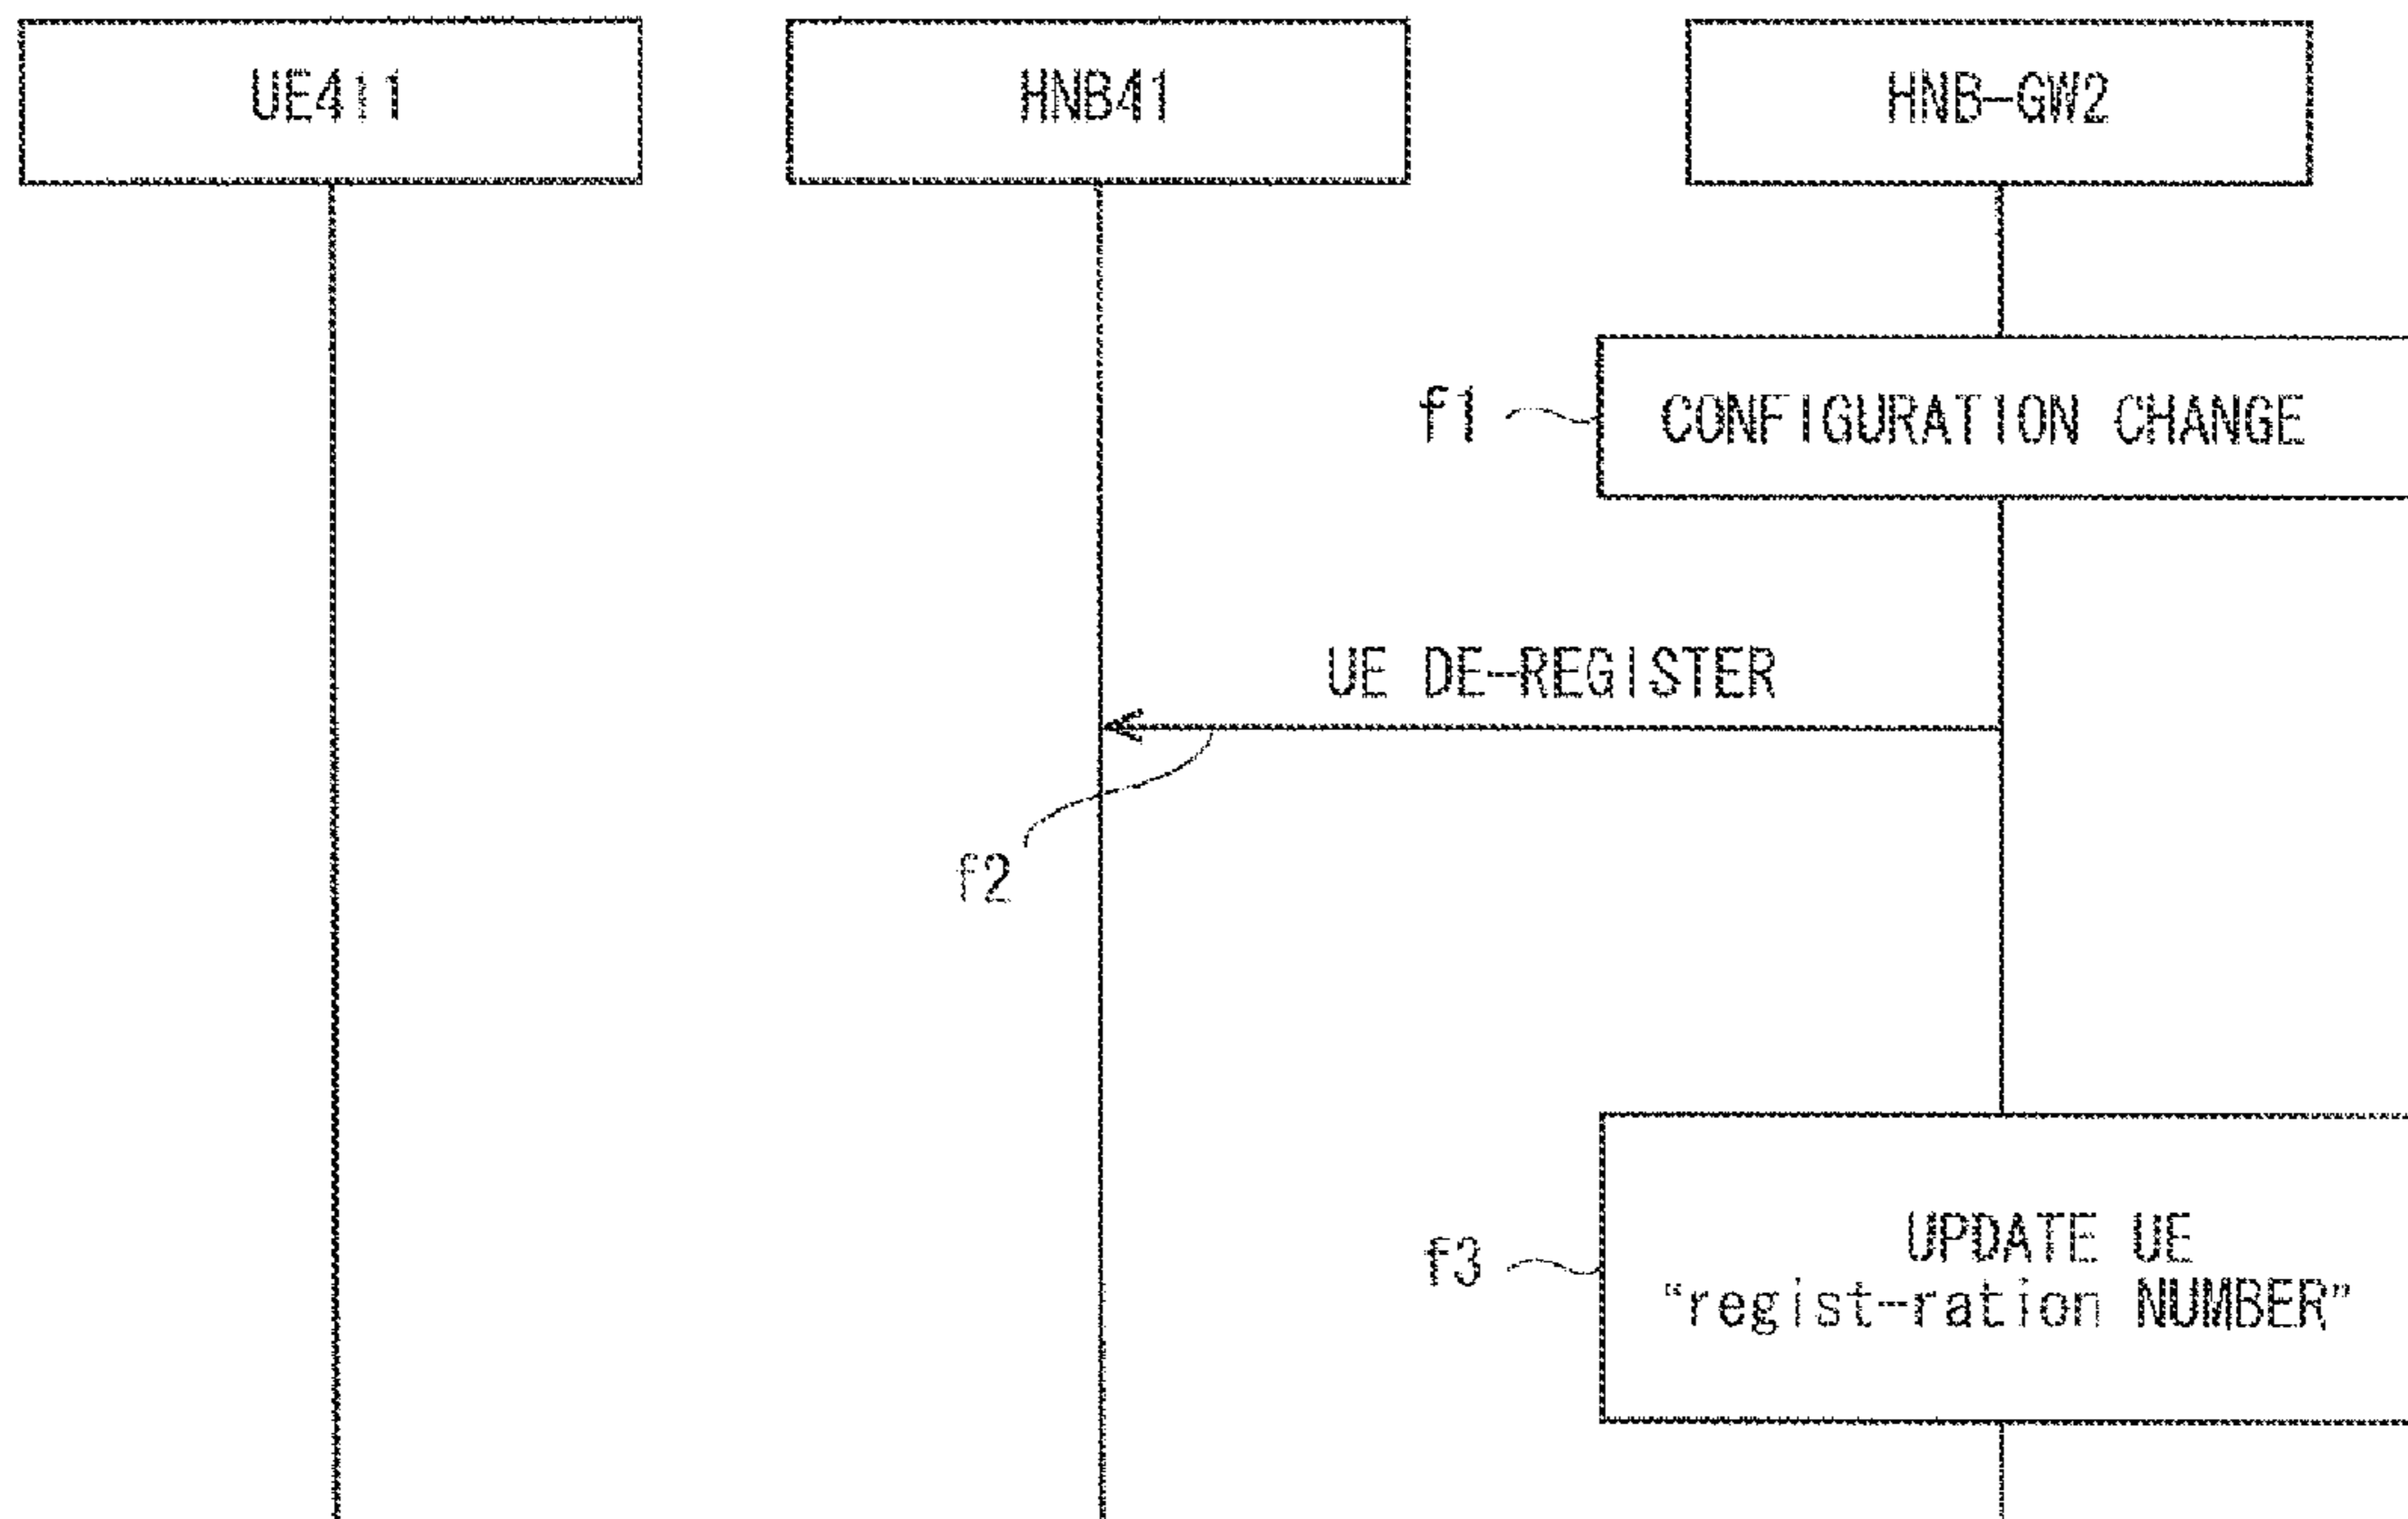 UE411
HNB41
HNB-GW2
f1
CONFIGURATION CHANGE
UE DE-REGISTER
f2
f3
UPDATE UE
“regist-ration NUMBER”